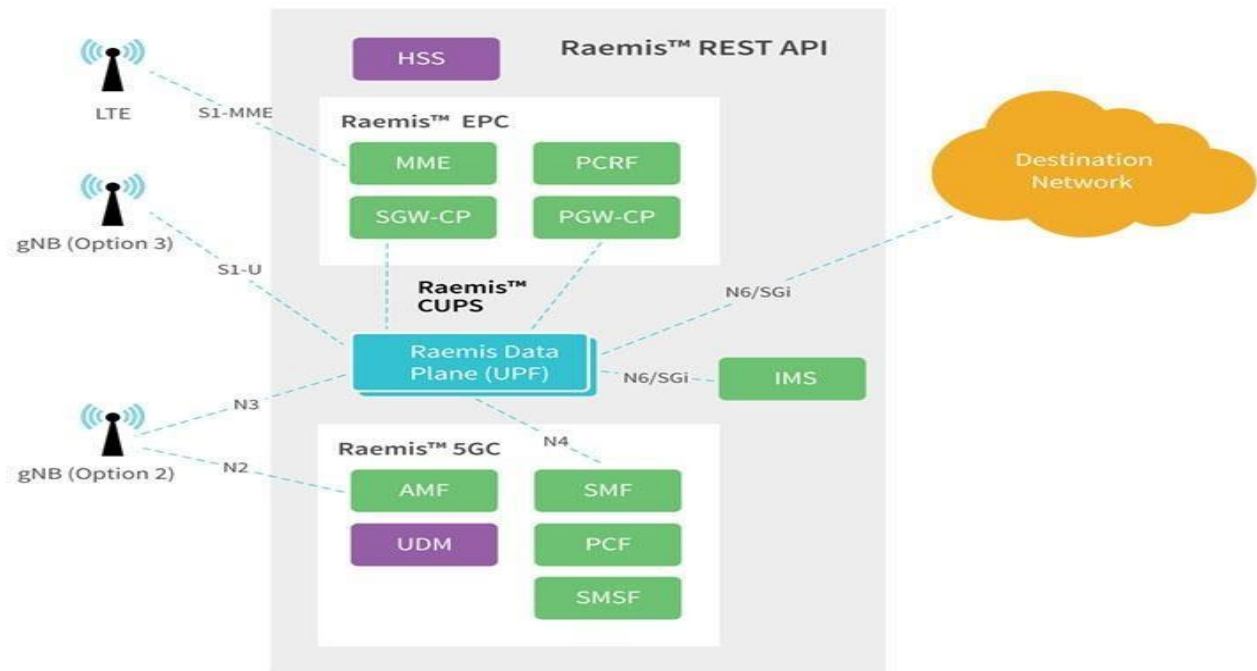 Raemis™ REST API
HSS
LTE
S1-MME
Raemis™ EPC
MME
PCRF
SGW-CP
PGW-CP
Destination
Network
gNB (Option 3)
S1-U
Raemis™
CUPS
N6/SGi
Raemis Data
Plane (UPF)
N6/SGi
IMS
N3
gNB (Option 2)
N2
N4
Raemis™ 5GC
AMF
SMF
UDM
PCF
SMSF